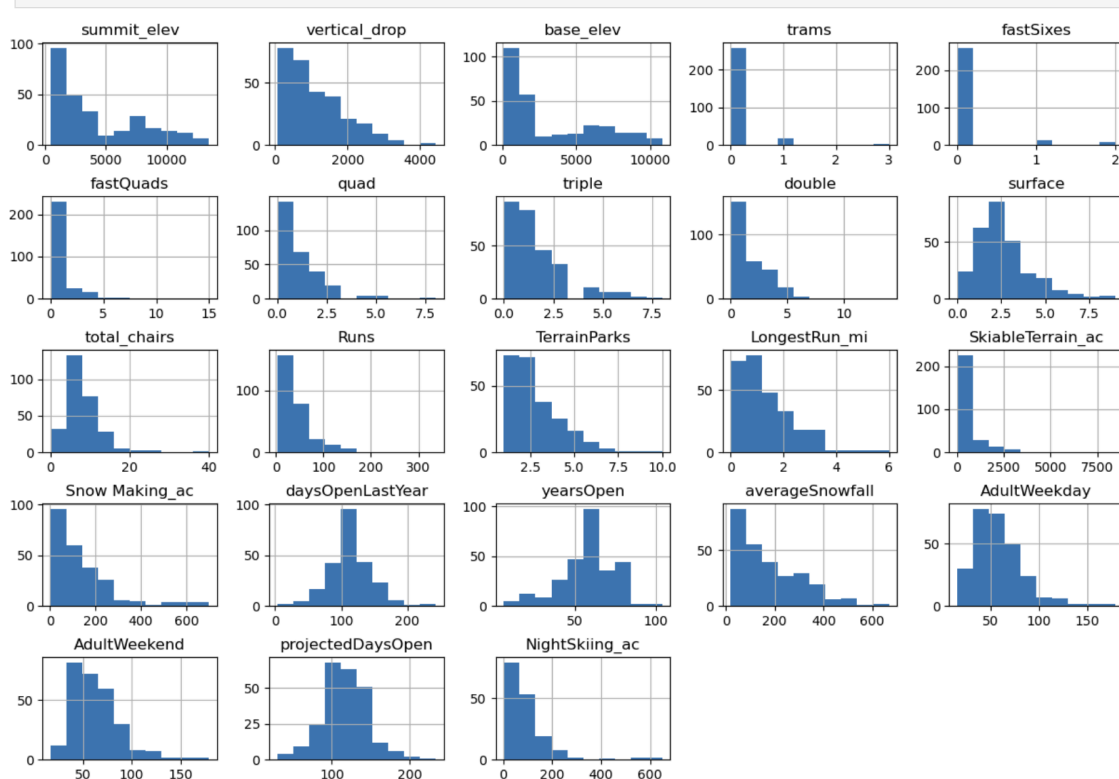 summit_elev vertical_drop base_elev trams fastSixes
100 50 0 0 5000 10000
50 0 0 2000 4000
100 50 0 0 5000 10000
200 100 0 0 1 2 3
200 100 0 0 1 2
fastQuads quad triple double surface
200 100 0 0 5 10 15
100 50 0 0.0 2.5 5.0 7.5
50 0 0.0 2.5 5.0 7.5
100 0 0 5 10
50 0 0.0 2.5 5.0 7.5
total_chairs Runs TerrainParks LongestRun_mi SkiableTerrain_ac
100 50 0 0 20 40
100 0 0 100 200 300
50 0 2.5 5.0 7.5 10.0
50 0 0 2 4 6
200 100 0 0 2500 5000 7500
Snow Making_ac daysOpenLastYear yearsOpen averageSnowfall AdultWeekday
100 50 0 0 200 400 600
100 50 0 0 100 200
100 50 0 50 100
50 0 0 200 400 600
50 0 50 100 150
AdultWeekend projectedDaysOpen NightSkiing_ac
50 0 50 100 150
50 25 0 100 200
50 0 0 200 400 600